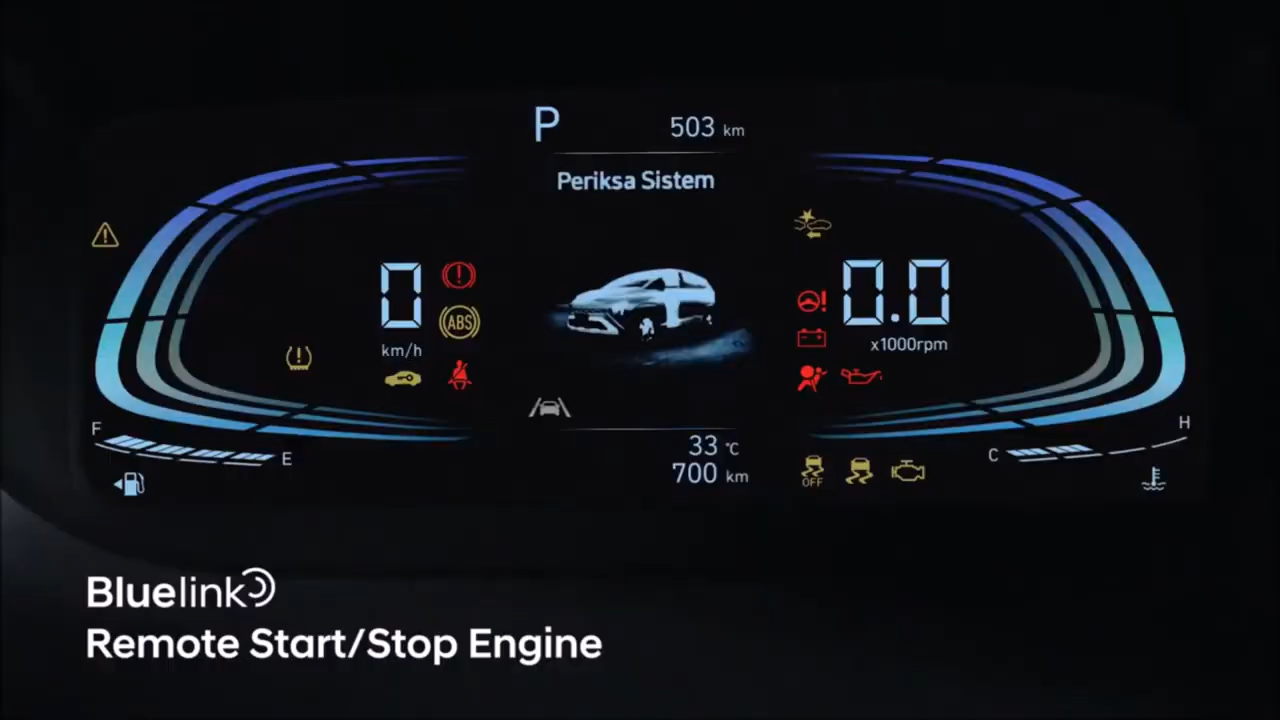 P 503 km
Periksa Sistem
0
km/h
ABS
0.0
x1000rpm
F
E
C
H
33 °C
700 km
OFF
Bluelink
Remote Start/Stop Engine